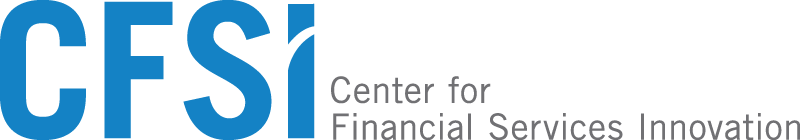 CFSi
Center for
Financial Services Innovation